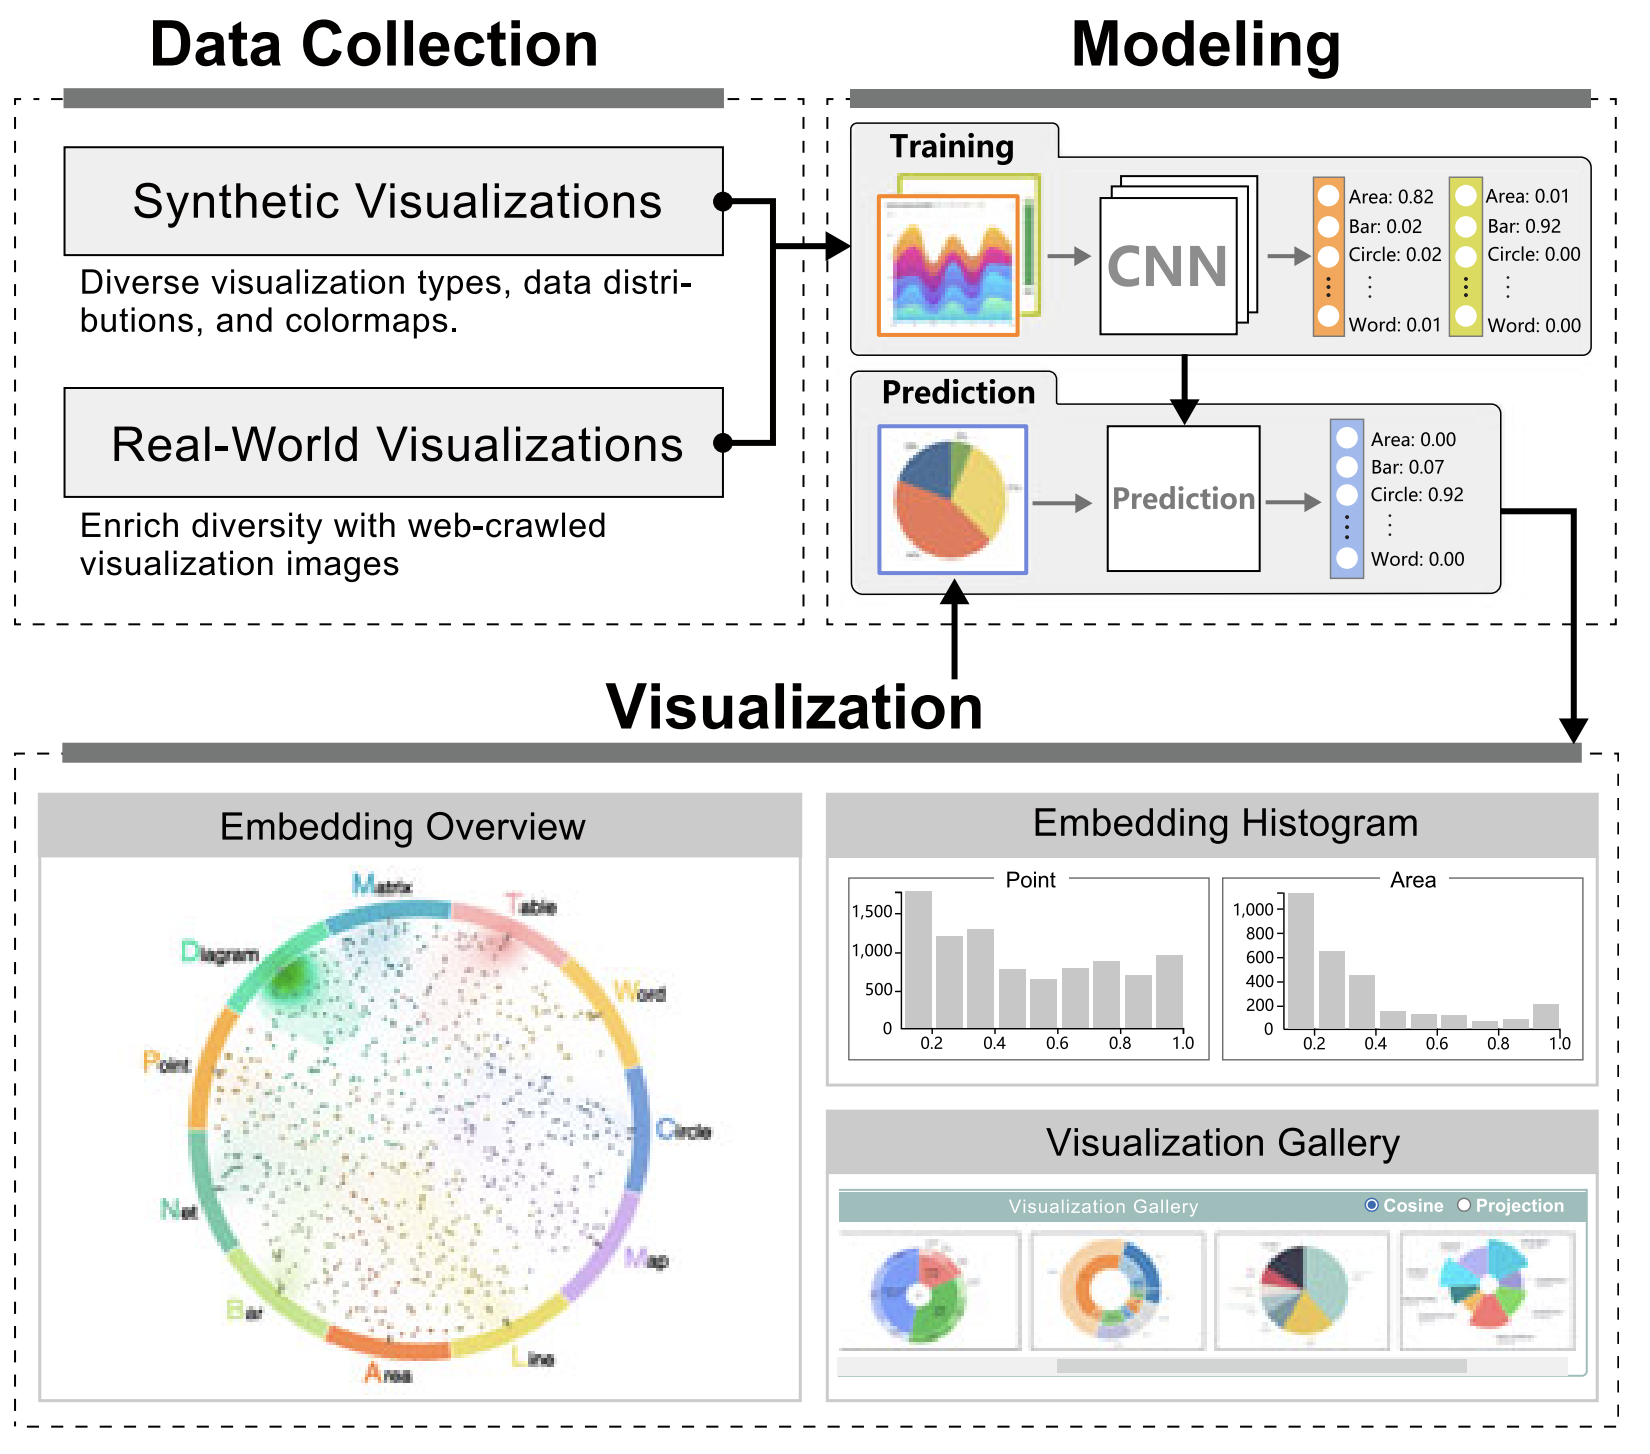 Data Collection
Synthetic Visualizations
Diverse visualization types, data distri-
butions, and colormaps.
Real-World Visualizations
Enrich diversity with web-crawled
visualization images
Modeling
Training
CNN
Area: 0.82
Bar: 0.02
Circle: 0.02
Word: 0.01
Area: 0.01
Bar: 0.92
Circle: 0.00
Word: 0.00
Prediction
Prediction
Area: 0.00
Bar: 0.07
Circle: 0.92
Word: 0.00
Visualization
Embedding Overview
Matrix
Table
Diagram
Word
Point
Circle
Net
Map
Bar
Line
Area
Embedding Histogram
Point
1,500
1,000
500
0
0.2 0.4 0.6 0.8 1.0
Area
1,000
800
600
400
200
0
0.2 0.4 0.6 0.8 1.0
Visualization Gallery
Visualization Gallery Cosine Projection